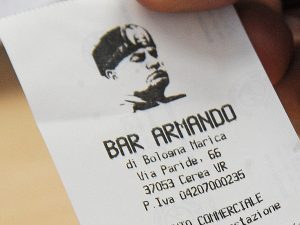 BAR ARMANDO
di Bologna Marica
Via Paride, 66
37053 Cerea VR
P.Iva 04207000235
COMMERCIALE